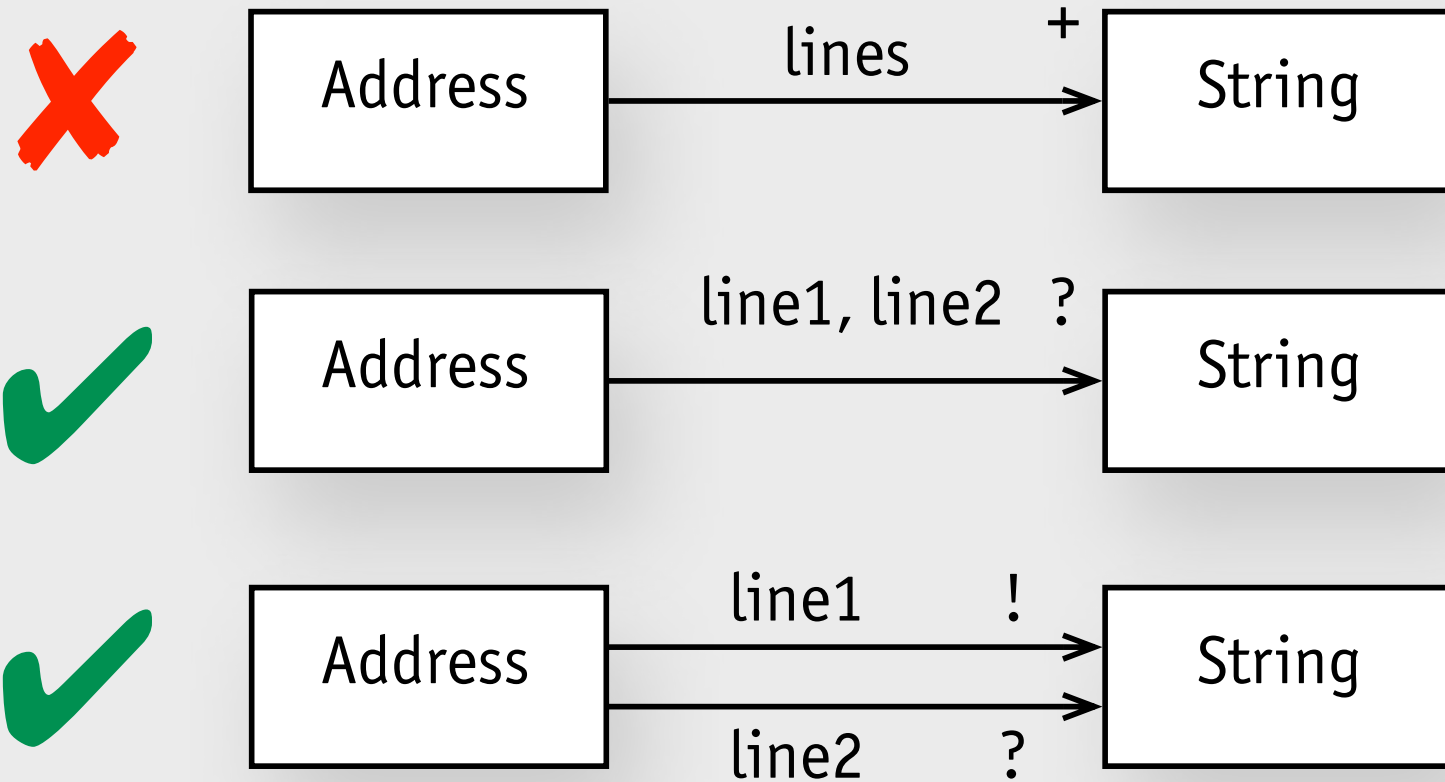 lines +
Address String
line1, line2 ?
Address String
line1 !
Address String
line2 ?